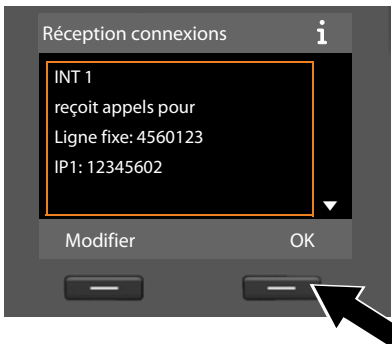 Réception connexions i
INT 1
reçoit appels pour
Ligne fixe: 4560123
IP1: 12345602
Modifier OK